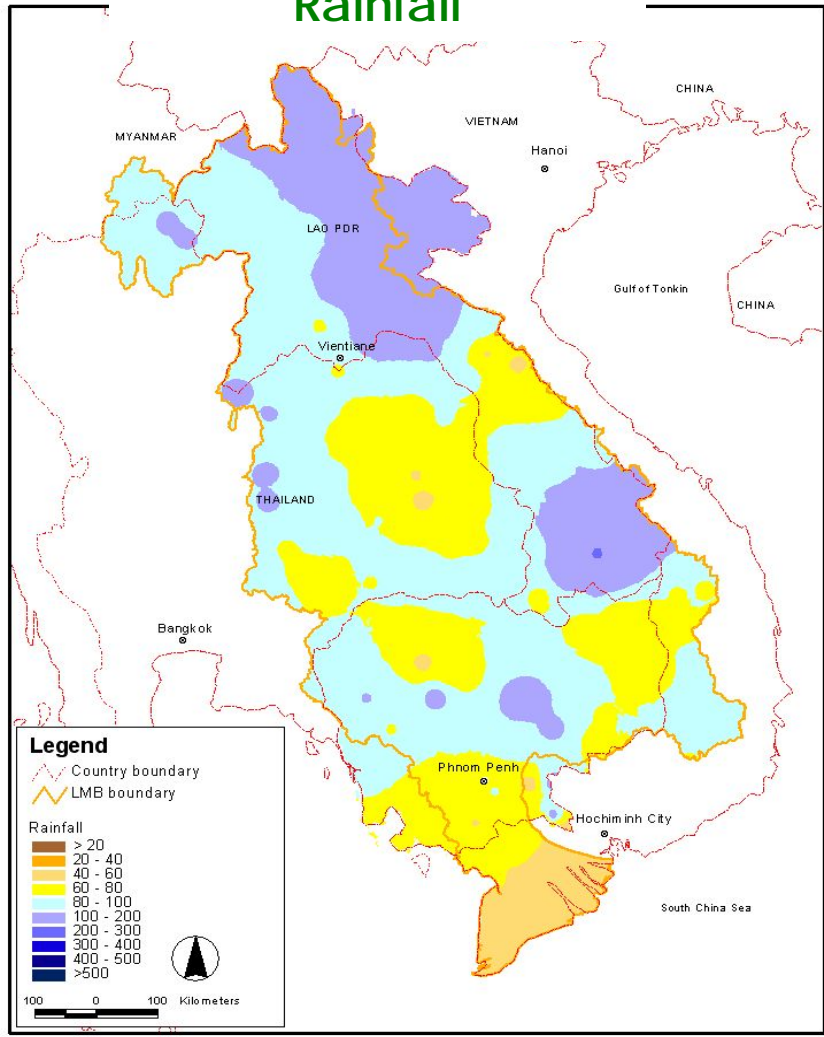 Rainfall
CHINA
VIETNAM
MYANMAR
Hanoi
LAO PDR
Gulf of Tonkin
CHINA
Vientiane
THAILAND
Bangkok
Phnom Penh
Hochiminh City
South China Sea
Legend
Country boundary
LMB boundary
Rainfall
> 20
20 - 40
40 - 60
60 - 80
80 - 100
100 - 200
200 - 300
300 - 400
400 - 500
>500
100 0 100 Kilometers